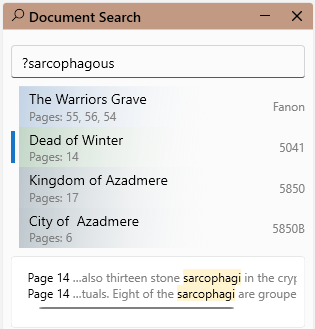 Document Search
?sarcophagous
The Warriors Grave
Fanon
Pages: 55, 56, 54
Dead of Winter
5041
Pages: 14
Kingdom of Azadmere
5850
Pages: 17
City of Azadmere
5850B
Pages: 6
Page 14 ...also thirteen stone sarcophagi in the cryp
Page 14 ...tuals. Eight of the sarcophagi are groupe